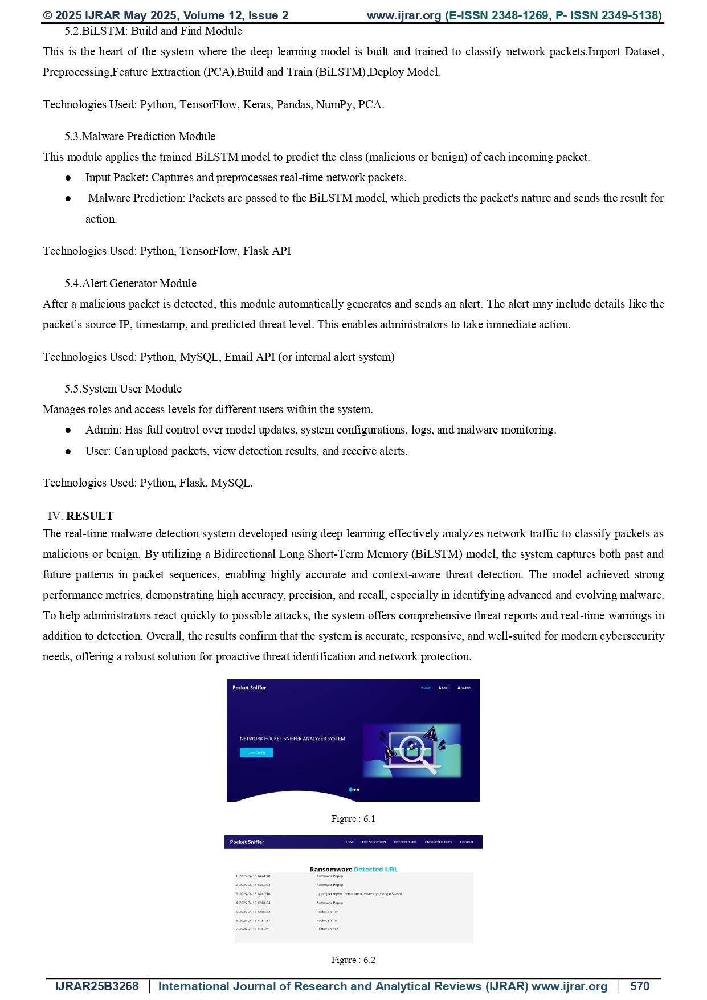 © 2025 IJRAR May 2025, Volume 12, Issue 2 www.ijrar.org (E-ISSN 2348-1269, P- ISSN 2349-5138)
5.2.BiLSTM: Build and Find Module
This is the heart of the system where the deep learning model is built and trained to classify network packets.Import Dataset,
Preprocessing,Feature Extraction (PCA),Build and Train (BiLSTM),Deploy Model.
Technologies Used: Python, TensorFlow, Keras, Pandas, NumPy, PCA.
5.3.Malware Prediction Module
This module applies the trained BiLSTM model to predict the class (malicious or benign) of each incoming packet.
● Input Packet: Captures and preprocesses real-time network packets.
● Malware Prediction: Packets are passed to the BiLSTM model, which predicts the packet's nature and sends the result for
action.
Technologies Used: Python, TensorFlow, Flask API
5.4.Alert Generator Module
After a malicious packet is detected, this module automatically generates and sends an alert. The alert may include details like the
packet’s source IP, timestamp, and predicted threat level. This enables administrators to take immediate action.
Technologies Used: Python, MySQL, Email API (or internal alert system)
5.5.System User Module
Manages roles and access levels for different users within the system.
● Admin: Has full control over model updates, system configurations, logs, and malware monitoring.
● User: Can upload packets, view detection results, and receive alerts.
Technologies Used: Python, Flask, MySQL.
IV. RESULT
The real-time malware detection system developed using deep learning effectively analyzes network traffic to classify packets as
malicious or benign. By utilizing a Bidirectional Long Short-Term Memory (BiLSTM) model, the system captures both past and
future patterns in packet sequences, enabling highly accurate and context-aware threat detection. The model achieved strong
performance metrics, demonstrating high accuracy, precision, and recall, especially in identifying advanced and evolving malware.
To help administrators react quickly to possible attacks, the system offers comprehensive threat reports and real-time warnings in
addition to detection. Overall, the results confirm that the system is accurate, responsive, and well-suited for modern cybersecurity
needs, offering a robust solution for proactive threat identification and network protection.
Pocket Sniffer HOME USER ADMIN
NETWORK POCKET SNIFFER ANALYZER SYSTEM
User Config
Figure : 6.1
Pocket Sniffer HOME FILE SELECTION DETECTED URL ENCRYPTED FILES LOGOUT
Ransomware Detected URL
1. 2025-04-16 14:41:40 Automatic Popup
2. 2025-04-16 14:40:53 Automatic Popup
3. 2025-04-16 14:40:16 ug project report formal anna university - Google Search
4. 2025-04-16 12:04:24 Automatic Popup
5. 2025-04-16 12:03:32 Pocket Sniffer
6. 2025-04-16 11:54:17 Pocket Sniffer
7. 2025-04-16 11:53:41 Pocket Sniffer
Figure : 6.2
IJRAR25B3268 International Journal of Research and Analytical Reviews (IJRAR) www.ijrar.org 570